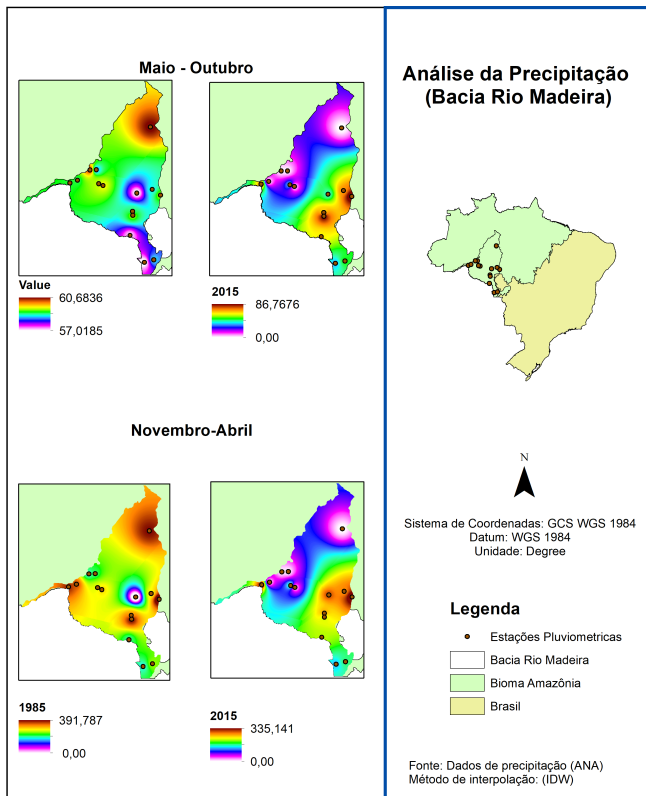 Maio - Outubro
Value
60,6836
57,0185
2015
86,7676
0,00
Novembro-Abril
1985
391,787
0,00
2015
335,141
0,00
Análise da Precipitação
(Bacia Rio Madeira)
N
Sistema de Coordenadas: GCS WGS 1984
Datum: WGS 1984
Unidade: Degree
Legenda
Estações Pluviometricas
Bacia Rio Madeira
Bioma Amazônia
Brasil
Fonte: Dados de precipitação (ANA)
Método de interpolação: (IDW)